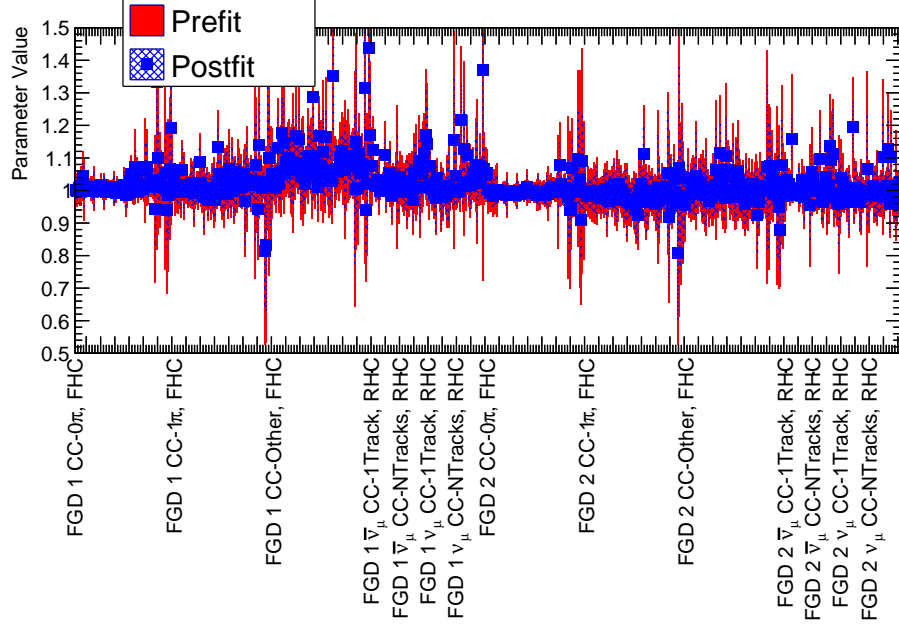 Prefit
Postfit
Parameter Value
1.5
1.4
1.3
1.2
1.1
1
0.9
0.8
0.7
0.6
0.5
FGD 1 CC-0π, FHC
FGD 1 CC-1π, FHC
FGD 1 CC-Other, FHC
FGD 1 ν̅μ CC-1Track, RHC
FGD 1 ν̅μ CC-NTracks, RHC
FGD 1 νμ CC-1Track, RHC
FGD 1 νμ CC-NTracks, RHC
FGD 2 CC-0π, FHC
FGD 2 CC-1π, FHC
FGD 2 CC-Other, FHC
FGD 2 ν̅μ CC-1Track, RHC
FGD 2 ν̅μ CC-NTracks, RHC
FGD 2 νμ CC-1Track, RHC
FGD 2 νμ CC-NTracks, RHC